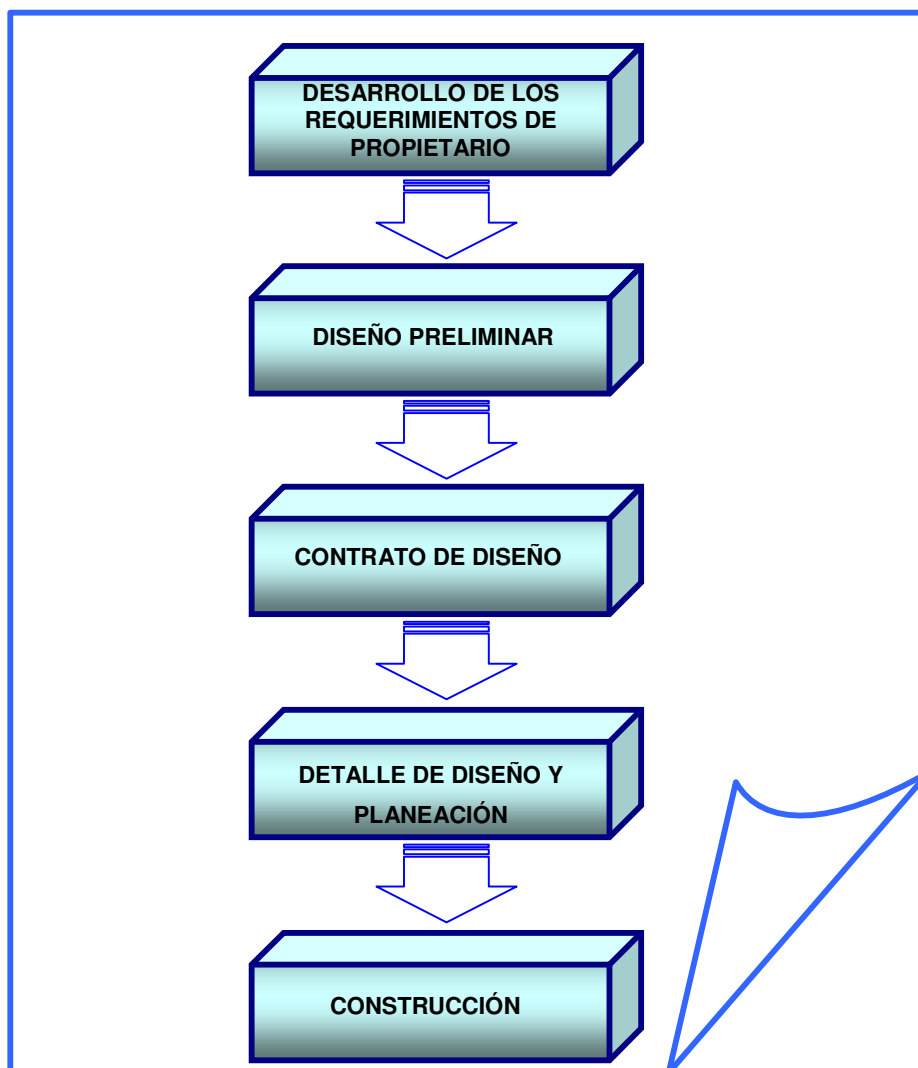 DESARROLLO DE LOS
REQUERIMIENTOS DE
PROPIETARIO
DISEÑO PRELIMINAR
CONTRATO DE DISEÑO
DETALLE DE DISEÑO Y
PLANEACIÓN
CONSTRUCCIÓN